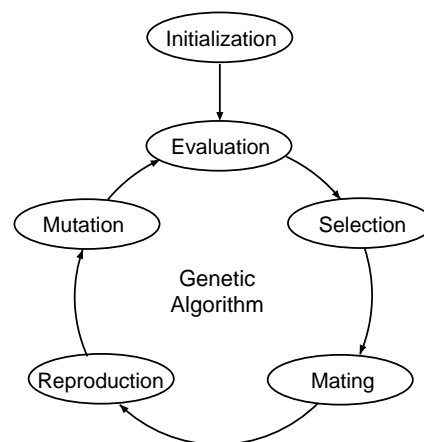 Initialization
Evaluation
Mutation
Selection
Genetic
Algorithm
Reproduction
Mating